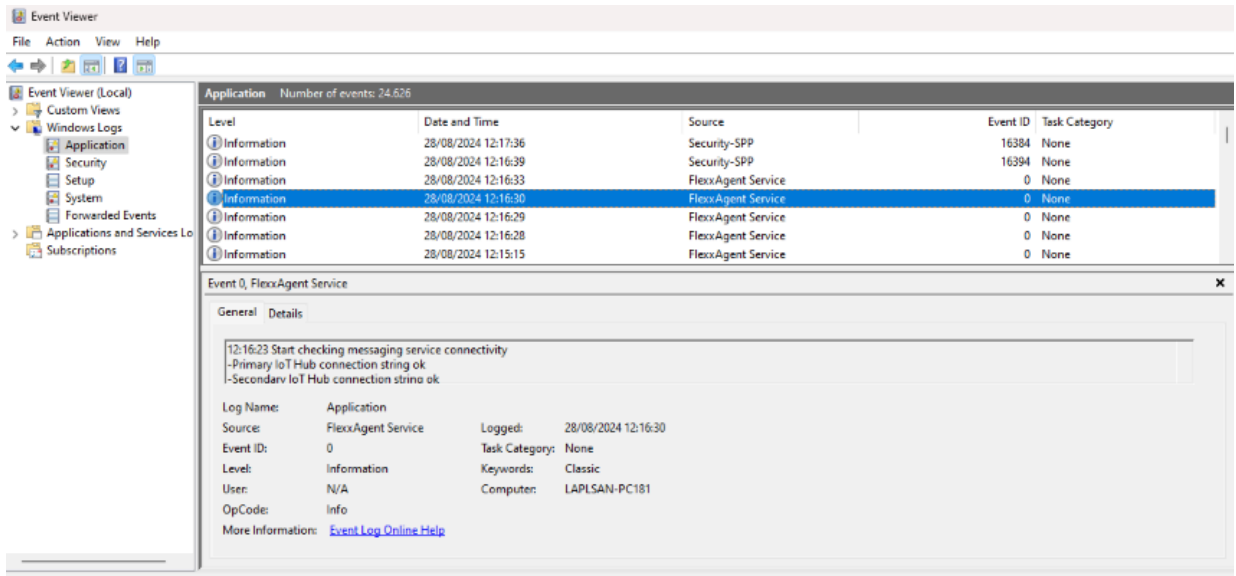 Event Viewer
File Action View Help
Event Viewer (Local)
Custom Views
Windows Logs
Application
Security
Setup
System
Forwarded Events
Applications and Services Lo
Subscriptions
Application Number of events: 24.626
Level Date and Time Source Event ID Task Category
Information 28/08/2024 12:17:36 Security-SPP 16384 None
Information 28/08/2024 12:16:39 Security-SPP 16394 None
Information 28/08/2024 12:16:33 FlexxAgent Service 0 None
Information 28/08/2024 12:16:30 FlexxAgent Service 0 None
Information 28/08/2024 12:16:29 FlexxAgent Service 0 None
Information 28/08/2024 12:16:28 FlexxAgent Service 0 None
Information 28/08/2024 12:15:15 FlexxAgent Service 0 None
Event 0, FlexxAgent Service
General Details
12:16:23 Start checking messaging service connectivity
-Primary IoT Hub connection string ok
-Secondary IoT Hub connection string ok
Log Name: Application
Source: FlexxAgent Service Logged: 28/08/2024 12:16:30
Event ID: 0 Task Category: None
Level: Information Keywords: Classic
User: N/A Computer: LAPLSAN-PC181
OpCode: Info
More Information: Event Log Online Help